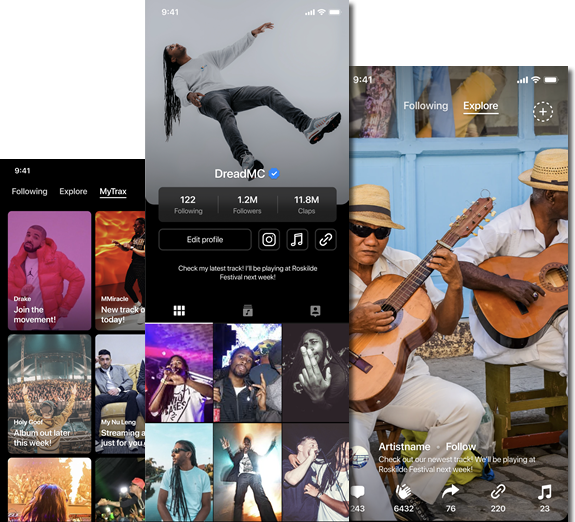 9:41
Following Explore MyTrax
Drake
Join the
movement!
MMiracle
New track o
today!
Holy Goof
Album out later
this week!
My Nu Leng
Streaming a
just for you
9:41
DreadMC
122
Following
1.2M
Followers
11.8M
Claps
Edit profile
Check my latest track! I'll be playing at Roskilde
Festival next week!
9:41
Following Explore
Artistname • Follow
Check out our newest track! We'll be playing at
Roskilde Festival next week!
243 6432 76 220 23